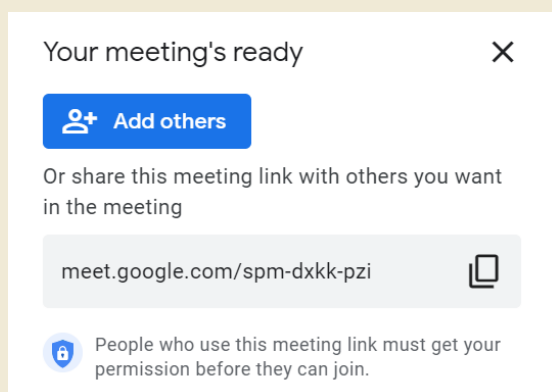 Your meeting's ready
Add others
Or share this meeting link with others you want
in the meeting
meet.google.com/spm-dxkk-pzi
People who use this meeting link must get your
permission before they can join.